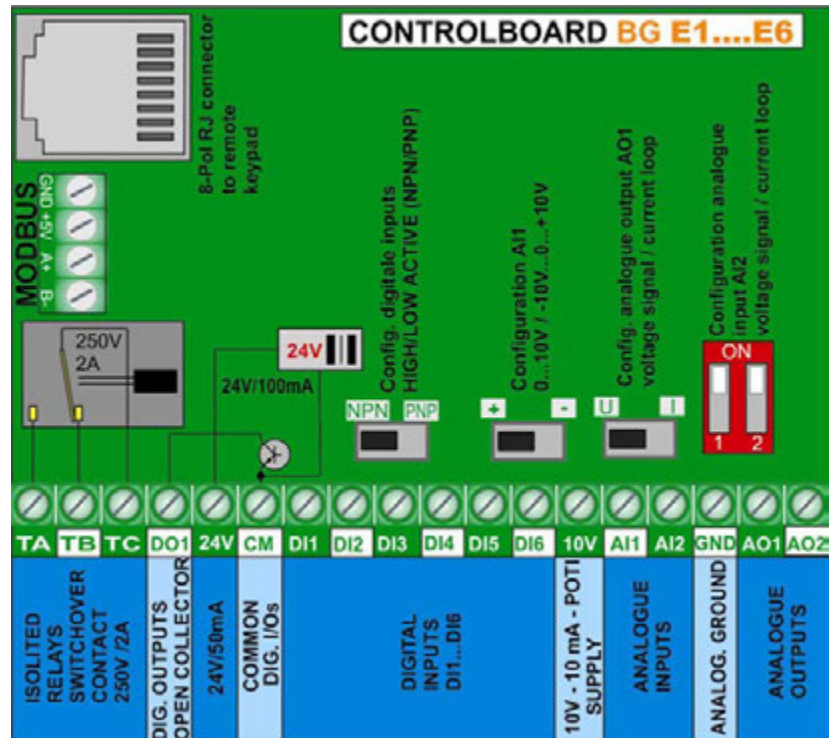 CONTROLBOARD BG E1....E6
8-Pol RJ connector
to remote
keypad
MODBUS
GND
+5V
A+
B-
250V
2A
24V
24V/100mA
Config. digitale inputs
HIGH/LOW ACTIVE (NPN/PNP)
NPN
PNP
Configuration AI1
0...10V / -10V...0...+10V
+
-
Config. analogue output AO1
voltage signal / current loop
U
I
Configuration analogue
input AI2
voltage signal / current loop
ON
1
2
TA
TB
TC
DO1
24V
CM
DI1
DI2
DI3
DI4
DI5
DI6
10V
AI1
AI2
GND
AO1
AO2
ISOLITED
RELAYS
SWITCHOVER
CONTACT
250V /2A
DIG. OUTPUTS
OPEN COLLECTOR
24V/50mA
COMMON
DIG. I/Os
DIGITAL
INPUTS
DI1...DI6
10V - 10 mA - POTI
SUPPLY
ANALOGUE
INPUTS
ANALOG. GROUND
ANALOGUE
OUTPUTS